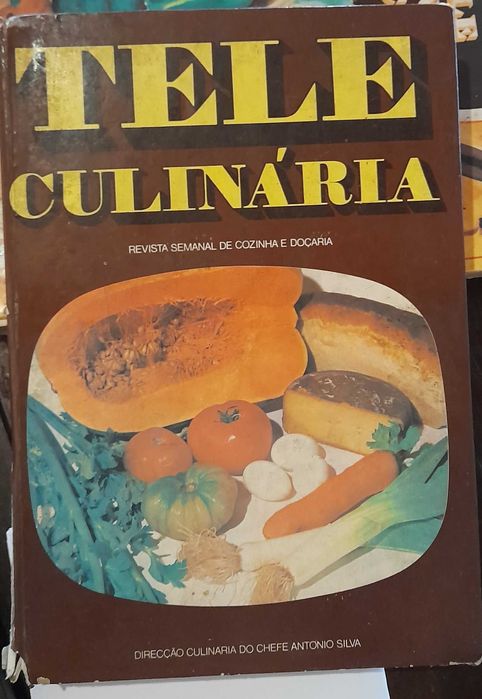 TELE
CULINÁRIA
REVISTA SEMANAL DE COZINHA E DOÇARIA
DIRECÇÃO CULINARIA DO CHEFE ANTONIO SILVA